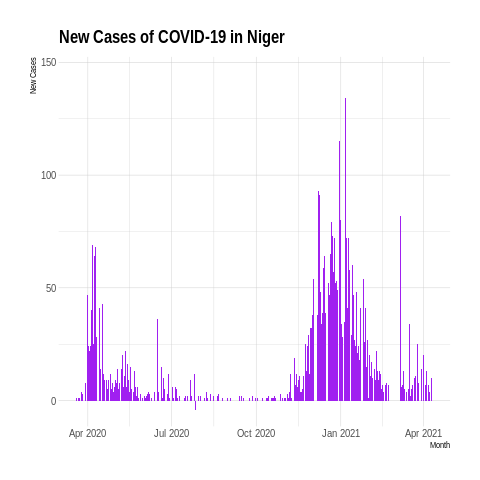 New Cases of COVID-19 in Niger
New Cases
150
100
50
0
Apr 2020
Jul 2020
Oct 2020
Jan 2021
Apr 2021
Month